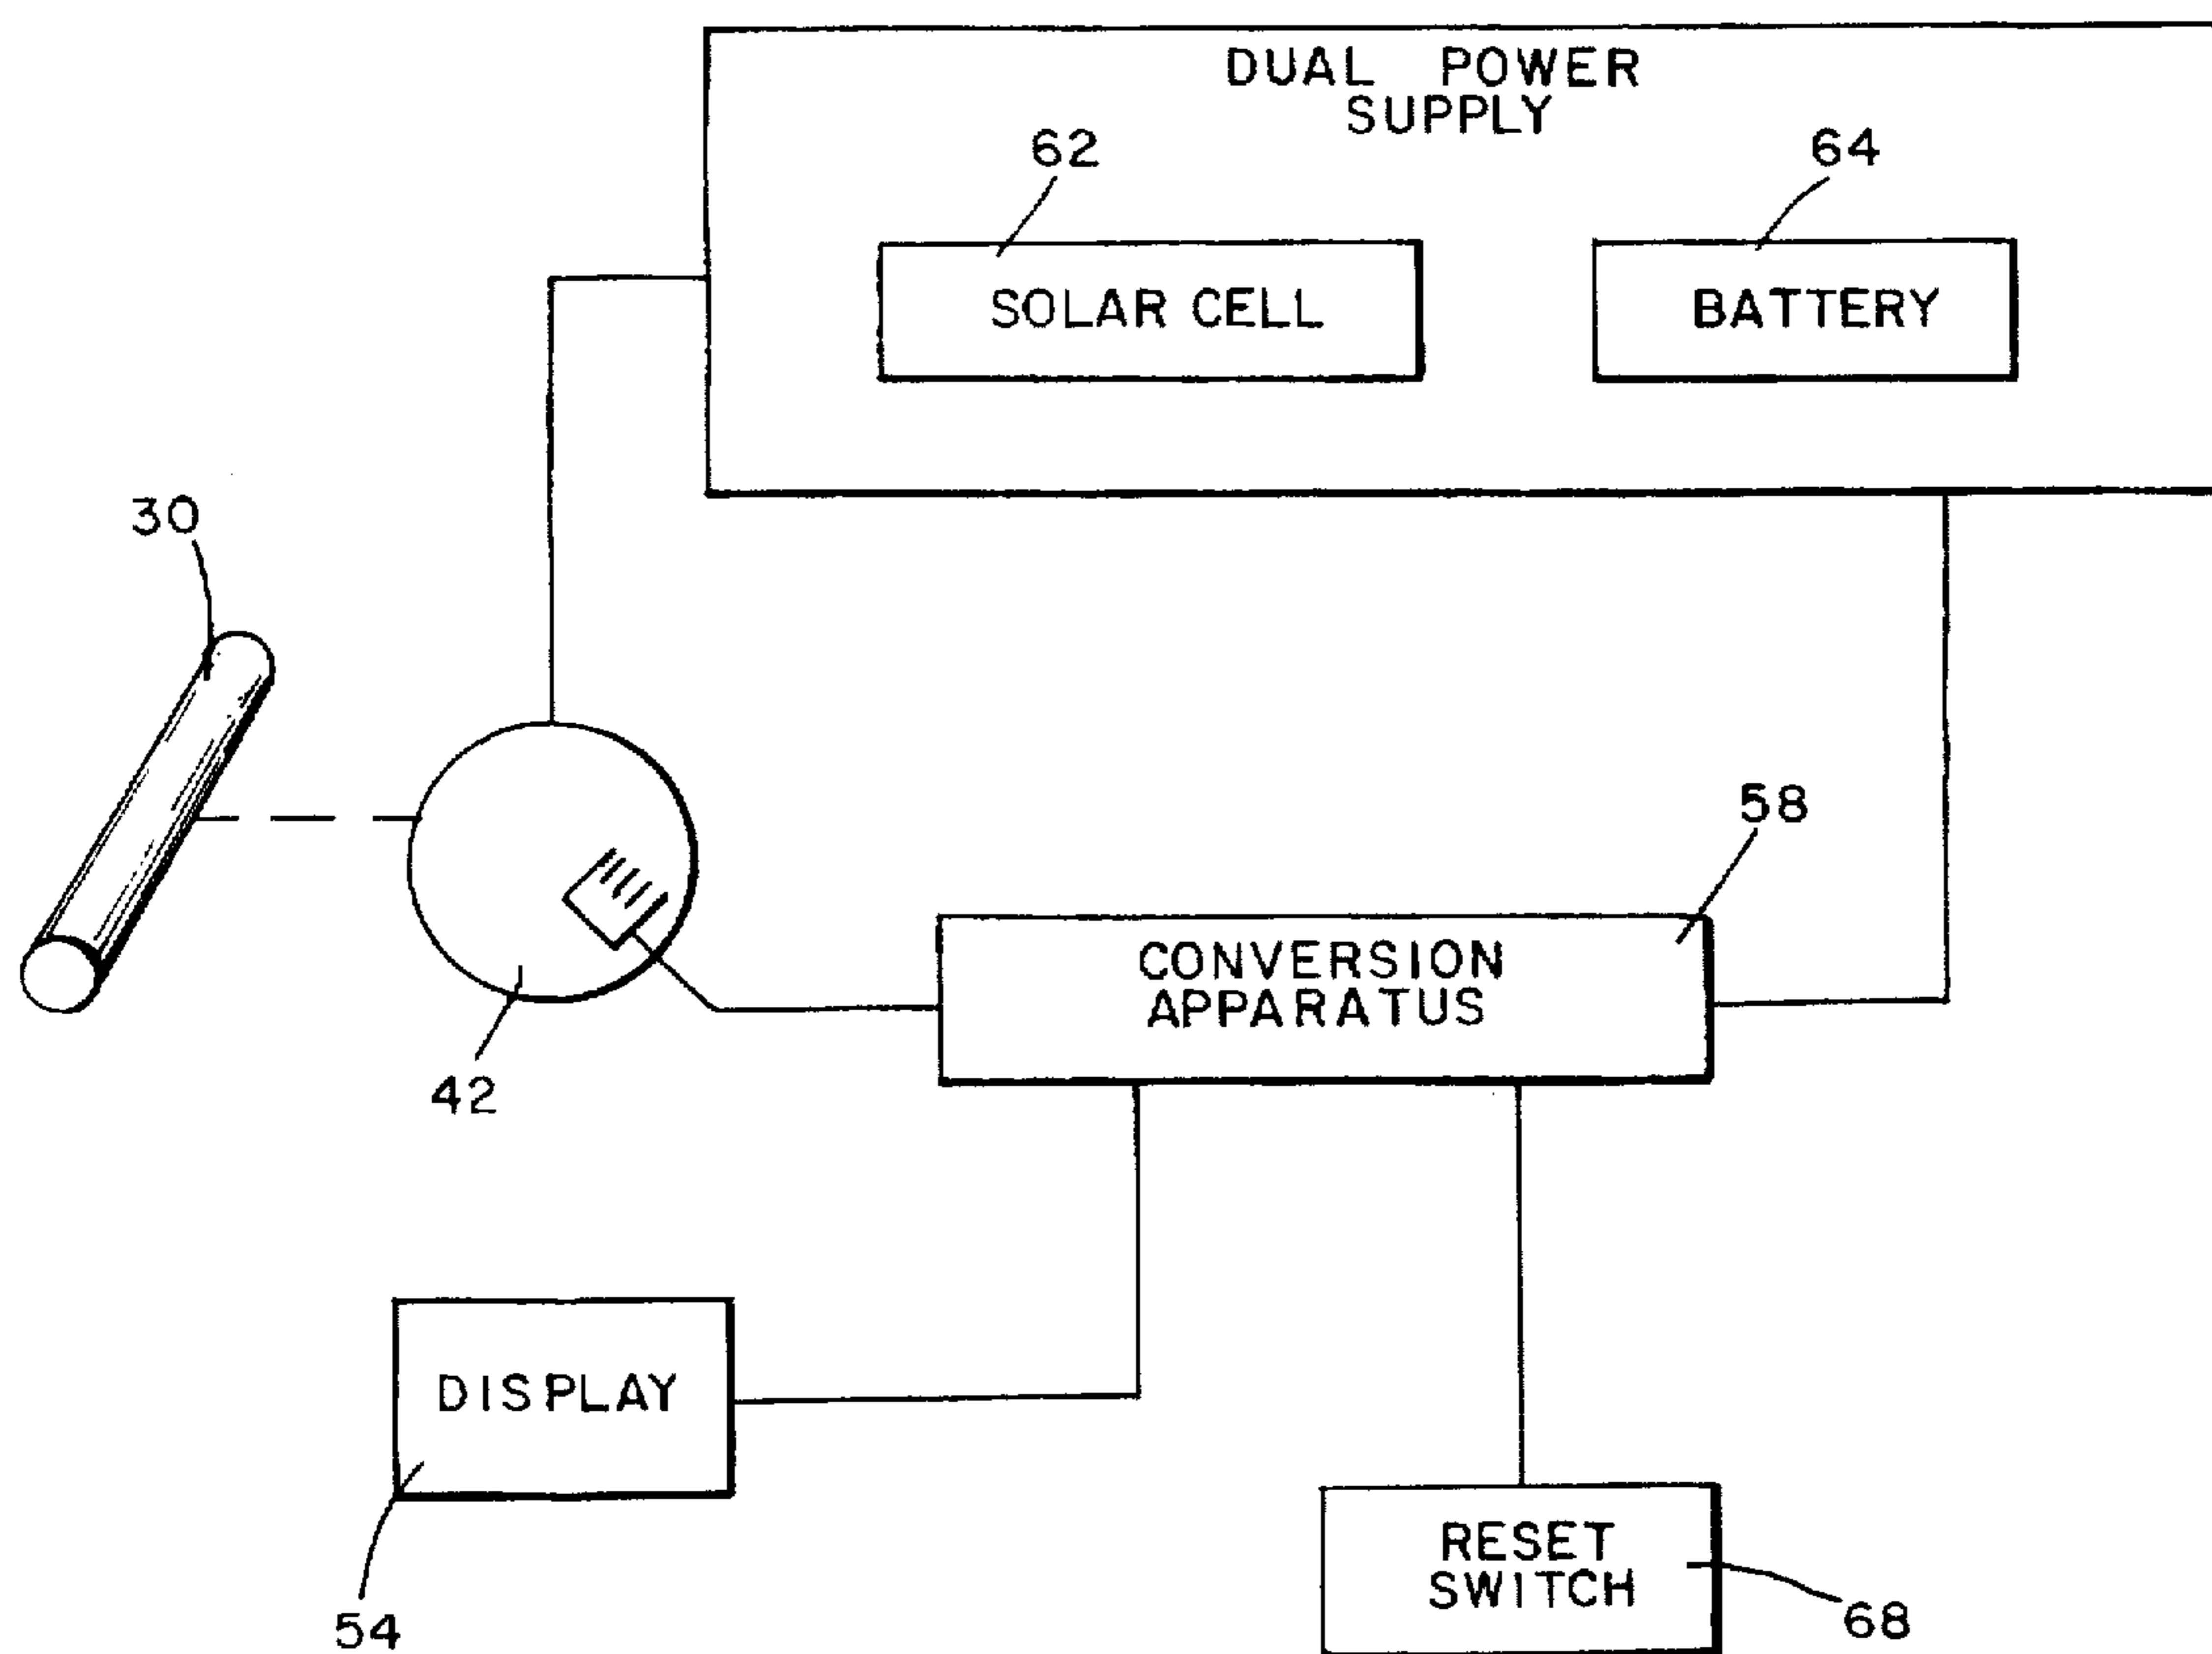 DUAL POWER
SUPPLY
62
64
SOLAR CELL
BATTERY
30
58
CONVERSION
APPARATUS
42
DISPLAY
RESET
SWITCH
54
68